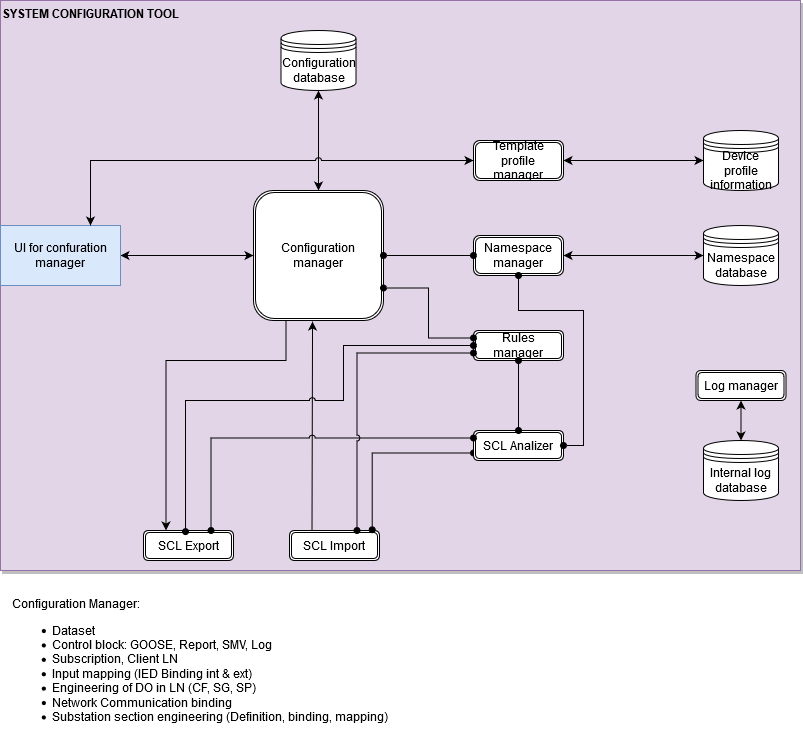 SYSTEM CONFIGURATION TOOL
Configuration
database
Template
profile
manager
Device
profile
information
UI for confuration
manager
Configuration
manager
Namespace
manager
Namespace
database
Rules
manager
Log manager
SCL Analizer
Internal log
database
SCL Export
SCL Import
Configuration Manager:
• Dataset
• Control block: GOOSE, Report, SMV, Log
• Subscription, Client LN
• Input mapping (IED Binding int & ext)
• Engineering of DO in LN (CF, SG, SP)
• Network Communication binding
• Substation section engineering (Definition, binding, mapping)